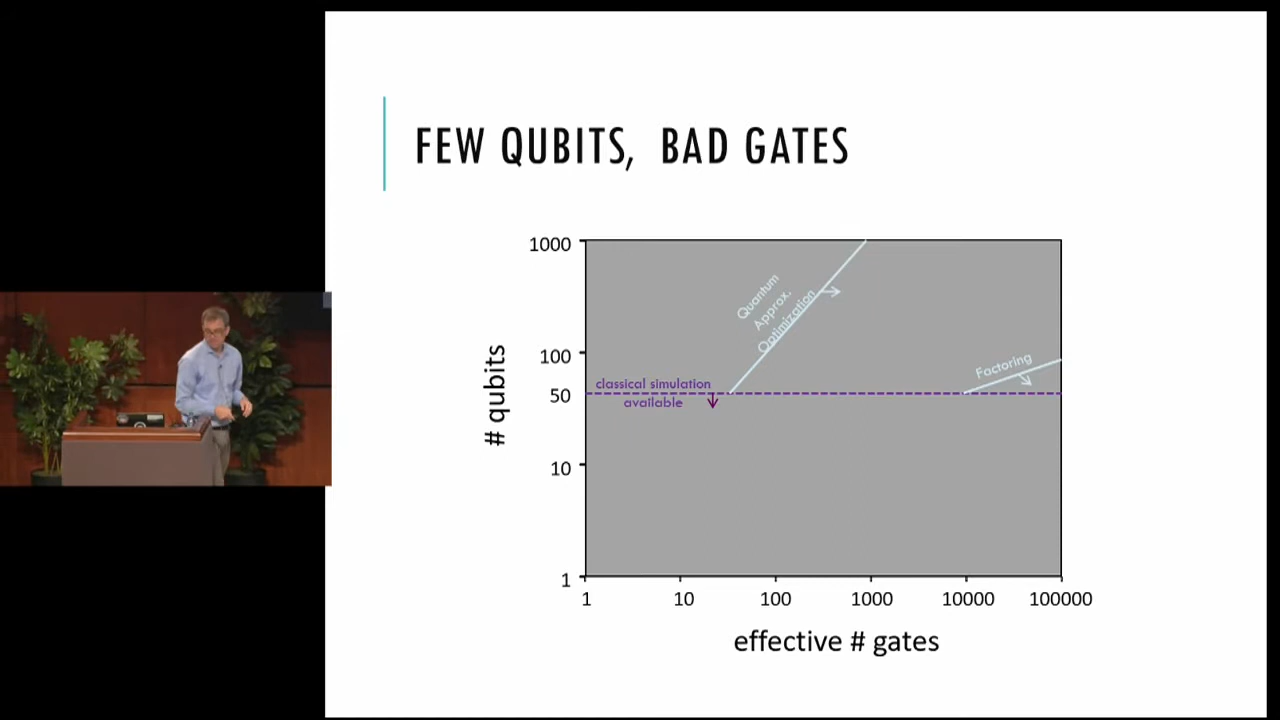 FEW QUBITS, BAD GATES
1000
100
50
10
1
# qubits
Quantum
Approx.
Optimization
Factoring
classical simulation
available
1
10
100
1000
10000
100000
effective # gates